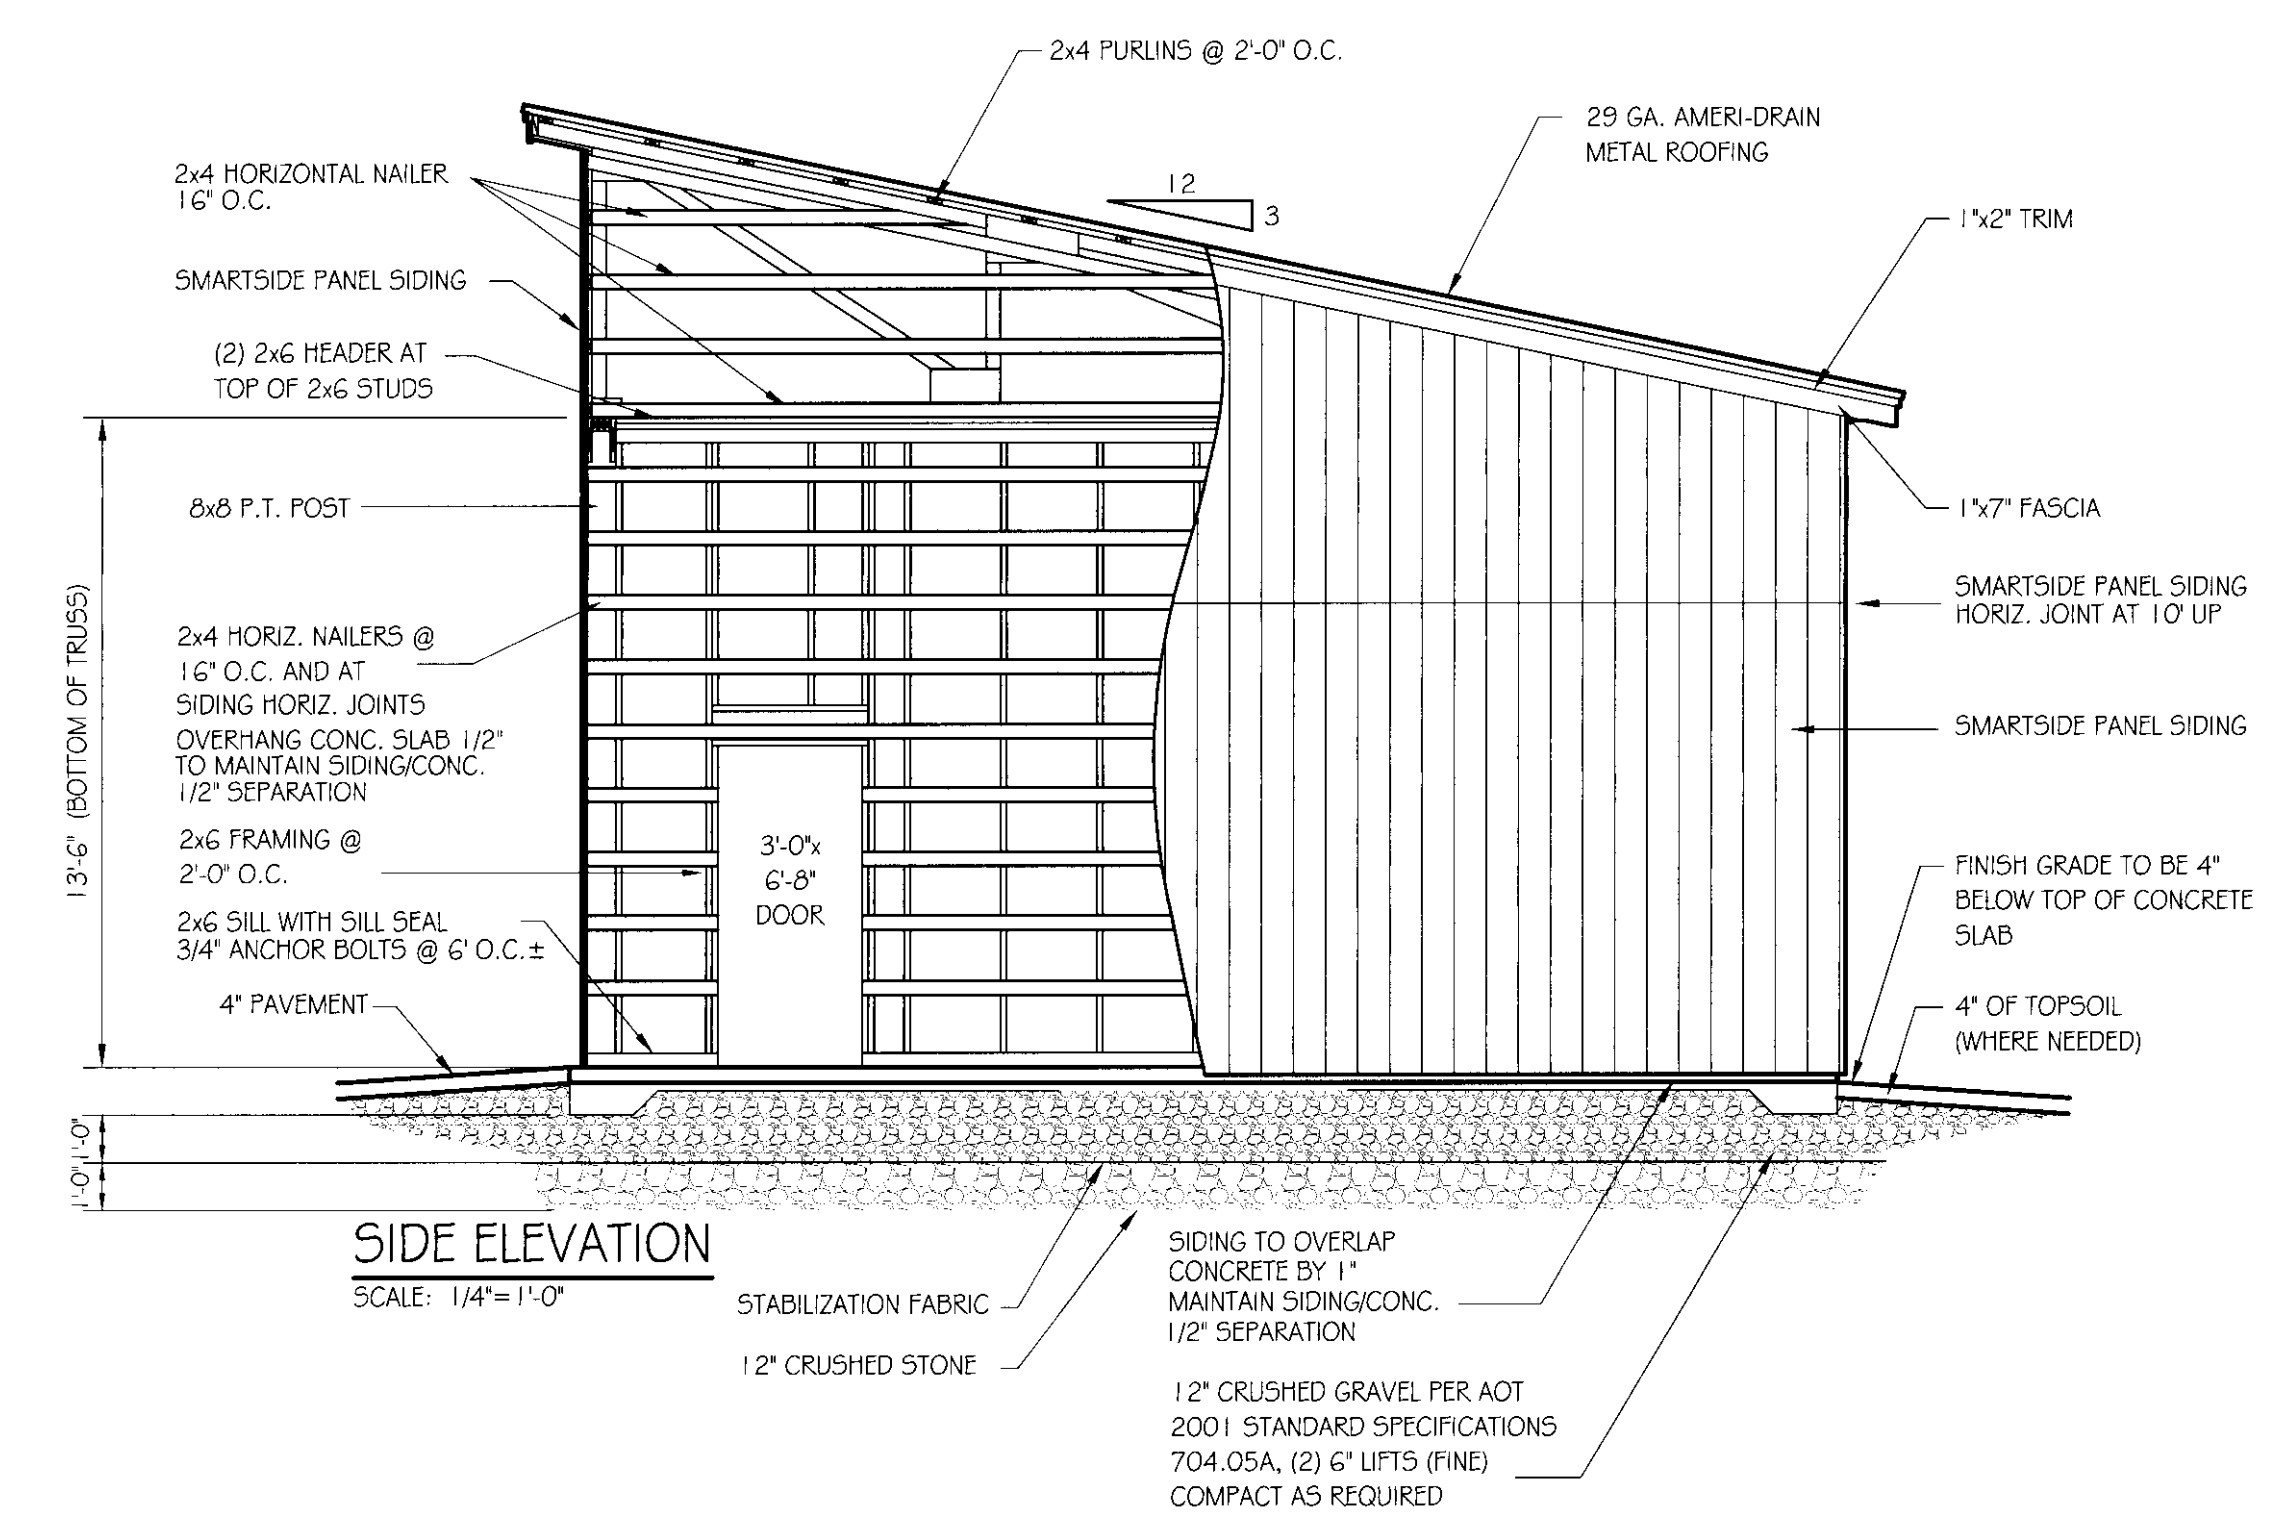 2x4 PURLINS @ 2'-0" O.C.
29 GA. AMERI-DRAIN
METAL ROOFING
2x4 HORIZONTAL NAILER
16" O.C.
12
3
1"x2" TRIM
SMARTSIDE PANEL SIDING
(2) 2x6 HEADER AT
TOP OF 2x6 STUDS
8x8 P.T. POST
1"x7" FASCIA
13'-6" (BOTTOM OF TRUSS)
SMARTSIDE PANEL SIDING
HORIZ. JOINT AT 10' UP
2x4 HORIZ. NAILERS @
16" O.C. AND AT
SIDING HORIZ. JOINTS
OVERHANG CONC. SLAB 1/2"
TO MAINTAIN SIDING/CONC.
1/2" SEPARATION
SMARTSIDE PANEL SIDING
2x6 FRAMING @
2'-0" O.C.
3'-0"x
6'-8"
DOOR
FINISH GRADE TO BE 4"
BELOW TOP OF CONCRETE
SLAB
2x6 SILL WITH SILL SEAL
3/4" ANCHOR BOLTS @ 6' O.C.±
4" PAVEMENT
4" OF TOPSOIL
(WHERE NEEDED)
1'-0"
1'-0"
SIDE ELEVATION
SCALE: 1/4"=1'-0"
STABILIZATION FABRIC
12" CRUSHED STONE
SIDING TO OVERLAP
CONCRETE BY 1"
MAINTAIN SIDING/CONC.
1/2" SEPARATION
12" CRUSHED GRAVEL PER AOT
2001 STANDARD SPECIFICATIONS
704.05A, (2) 6" LIFTS (FINE)
COMPACT AS REQUIRED